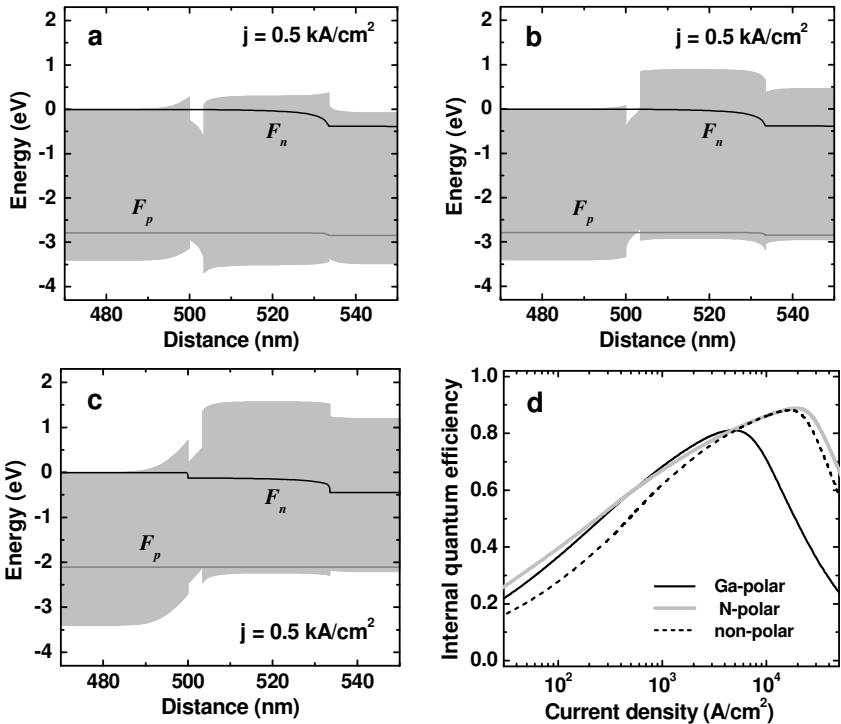 a
j = 0.5 kA/cm²
Energy (eV)
2
1
0
-1
-2
-3
-4
F_n
F_p
480
500
520
540
Distance (nm)
b
j = 0.5 kA/cm²
Energy (eV)
2
1
0
-1
-2
-3
-4
F_n
F_p
480
500
520
540
Distance (nm)
c
Energy (eV)
2
1
0
-1
-2
-3
-4
F_n
F_p
j = 0.5 kA/cm²
480
500
520
540
Distance (nm)
d
Internal quantum efficiency
1.0
0.8
0.6
0.4
0.2
0.0
Ga-polar
N-polar
non-polar
10²
10³
10⁴
Current density (A/cm²)